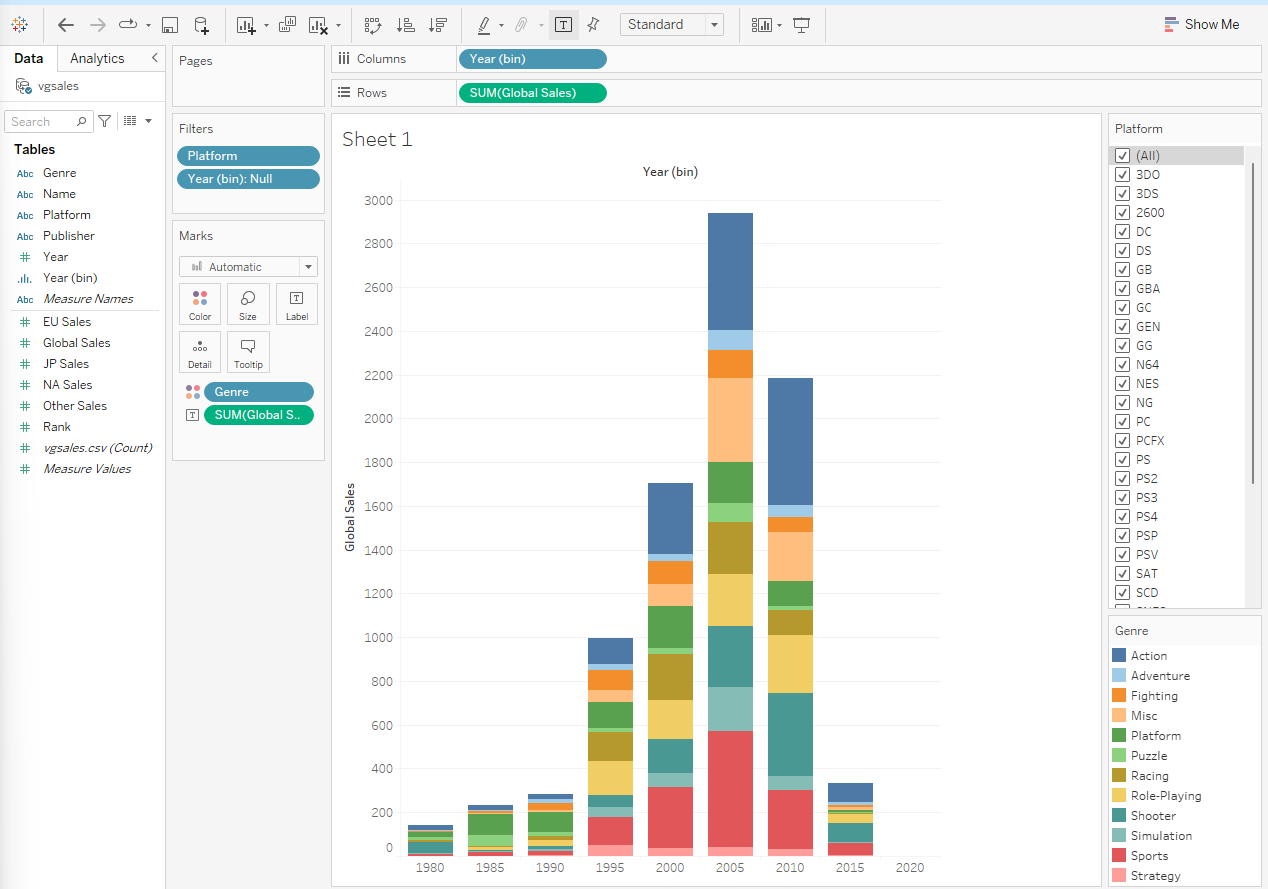 Standard
Show Me
Data
Analytics
vgsales
Search
Tables
Abc Genre
Abc Name
Abc Platform
Abc Publisher
Year
Year (bin)
Abc Measure Names
EU Sales
Global Sales
JP Sales
NA Sales
Other Sales
Rank
vgsales.csv (Count)
Measure Values
Pages
Filters
Platform
Year (bin): Null
Marks
Automatic
Color
Size
T
Label
Detail
Tooltip
Genre
T SUM(Global S..
Columns
Year (bin)
Rows
SUM(Global Sales)
Sheet 1
Year (bin)
Global Sales
3000
2800
2600
2400
2200
2000
1800
1600
1400
1200
1000
800
600
400
200
0
1980 1985 1990 1995 2000 2005 2010 2015 2020
Platform
(All)
3DO
3DS
2600
DC
DS
GB
GBA
GC
GEN
GG
N64
NES
NG
PC
PCFX
PS
PS2
PS3
PS4
PSP
PSV
SAT
SCD
Genre
Action
Adventure
Fighting
Misc
Platform
Puzzle
Racing
Role-Playing
Shooter
Simulation
Sports
Strategy